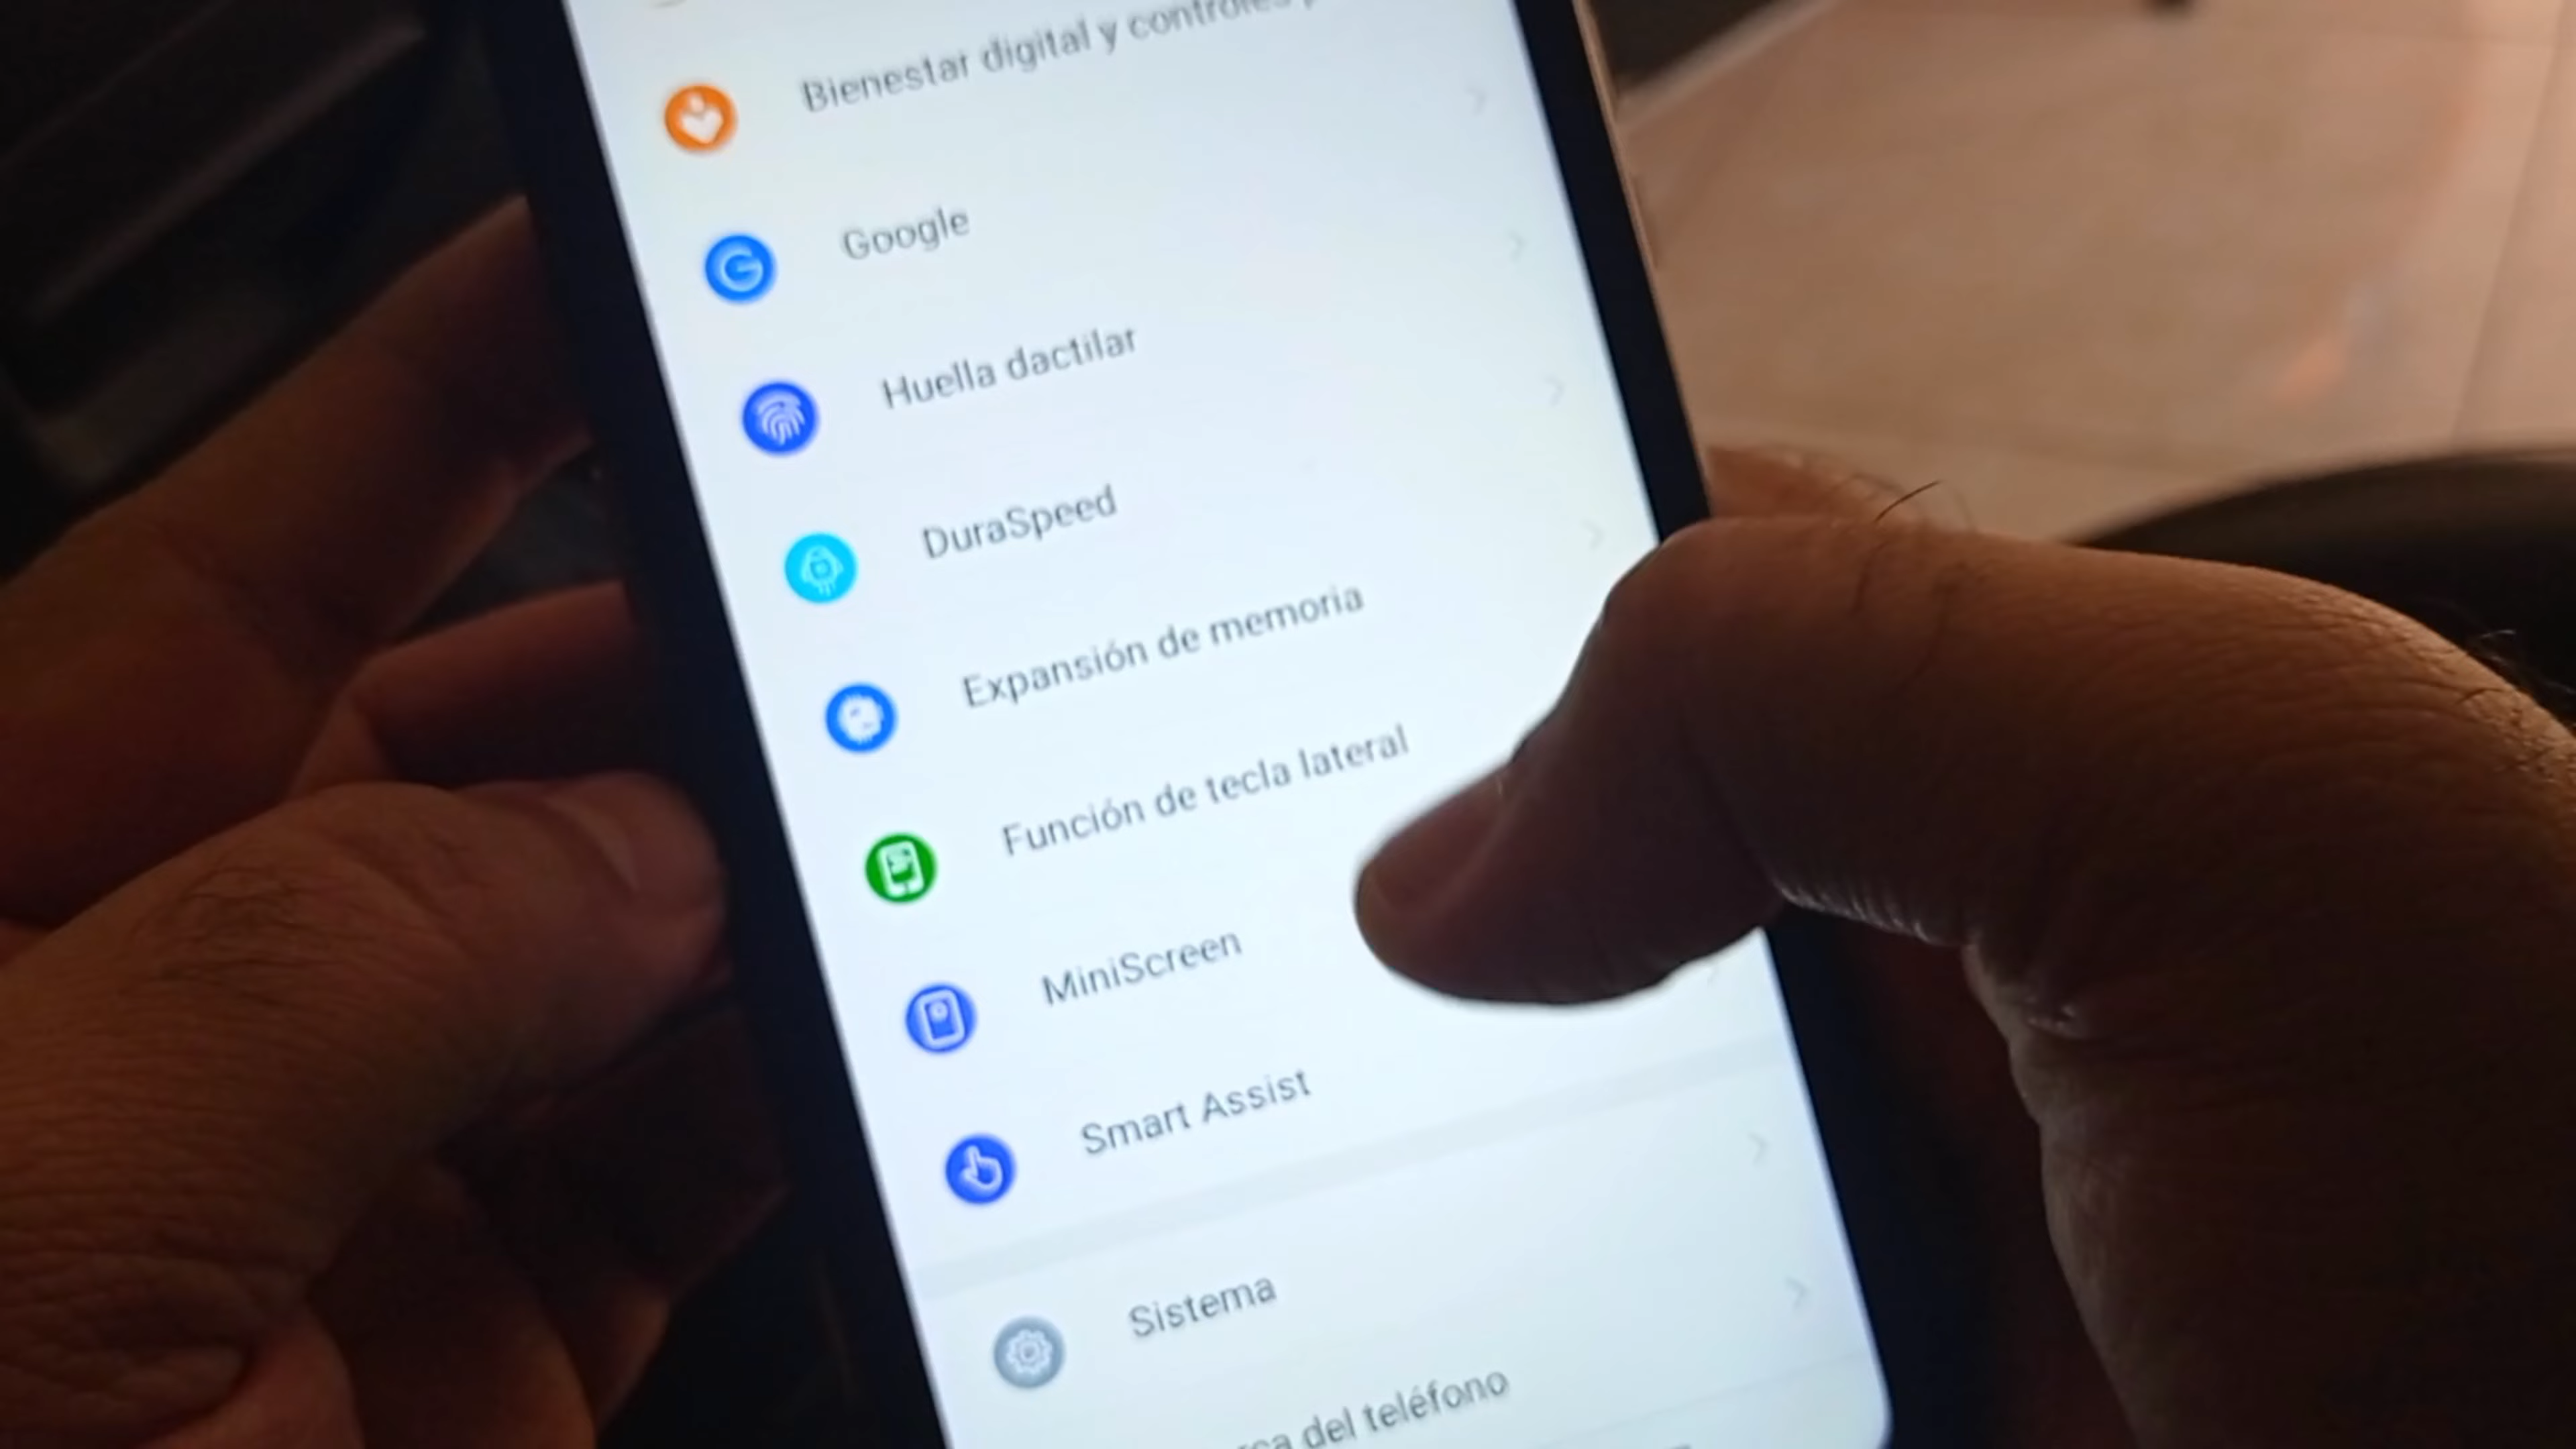 Bienestar digital y controles
Google
Huella dactilar
DuraSpeed
Expansión de memoria
Función de tecla lateral
MiniScreen
Smart Assist
Sistema
del teléfono